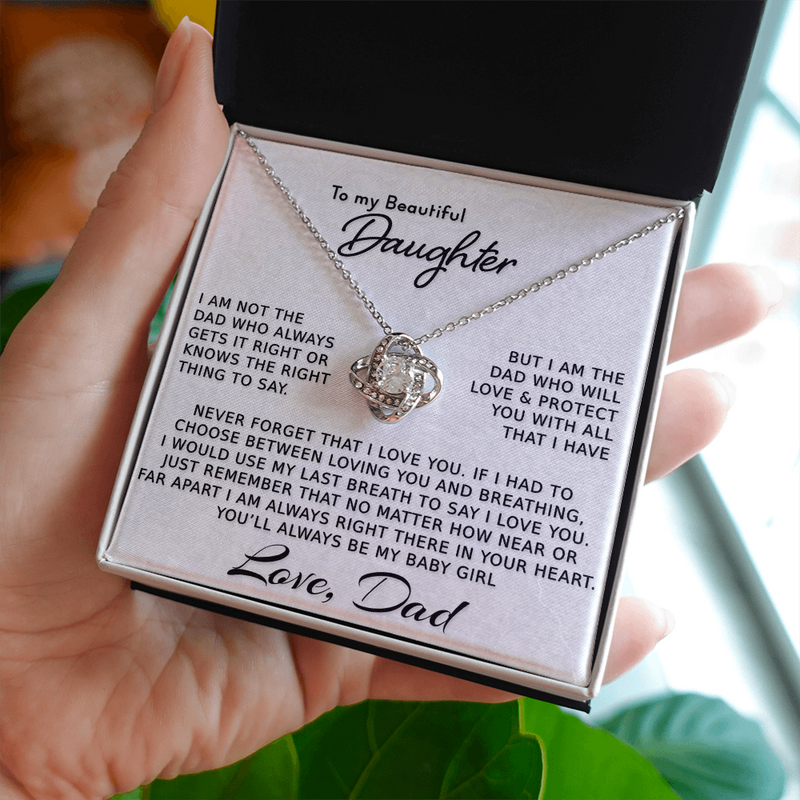 To my Beautiful
Daughter
I AM NOT THE
DAD WHO ALWAYS
GETS IT RIGHT OR
KNOWS THE RIGHT
THING TO SAY.
BUT I AM THE
DAD WHO WILL
LOVE & PROTECT
YOU WITH ALL
THAT I HAVE
NEVER FORGET THAT I LOVE YOU. IF I HAD TO
CHOOSE BETWEEN LOVING YOU AND BREATHING,
I WOULD USE MY LAST BREATH TO SAY I LOVE YOU.
JUST REMEMBER THAT NO MATTER HOW NEAR OR
FAR APART I AM ALWAYS RIGHT THERE IN YOUR HEART.
YOU'LL ALWAYS BE MY BABY GIRL
Love, Dad